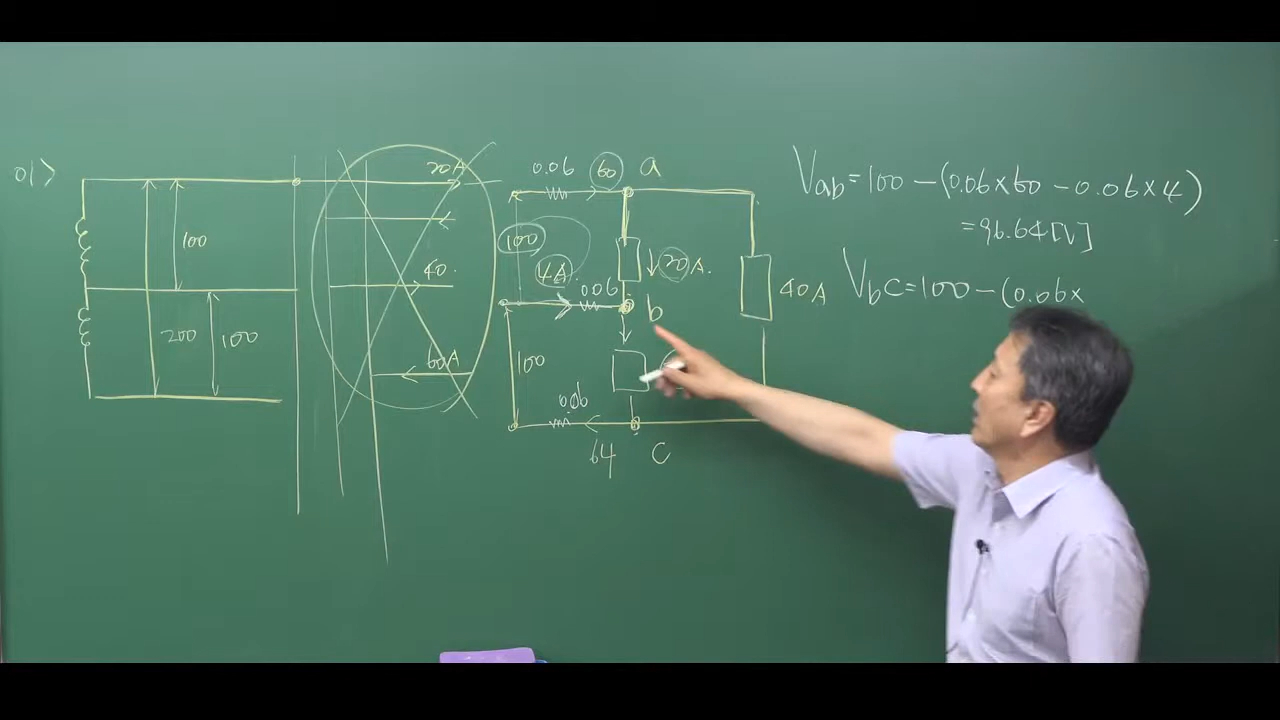 01>
100
200
100
20A
40.
60A
0.06
60
a
100
4A.
0.06
20A.
b
40A
100
0.06
64
C
Vab=100-(0.06×60-0.06×4)
=96.64[V]
Vbc=100-(0.06×